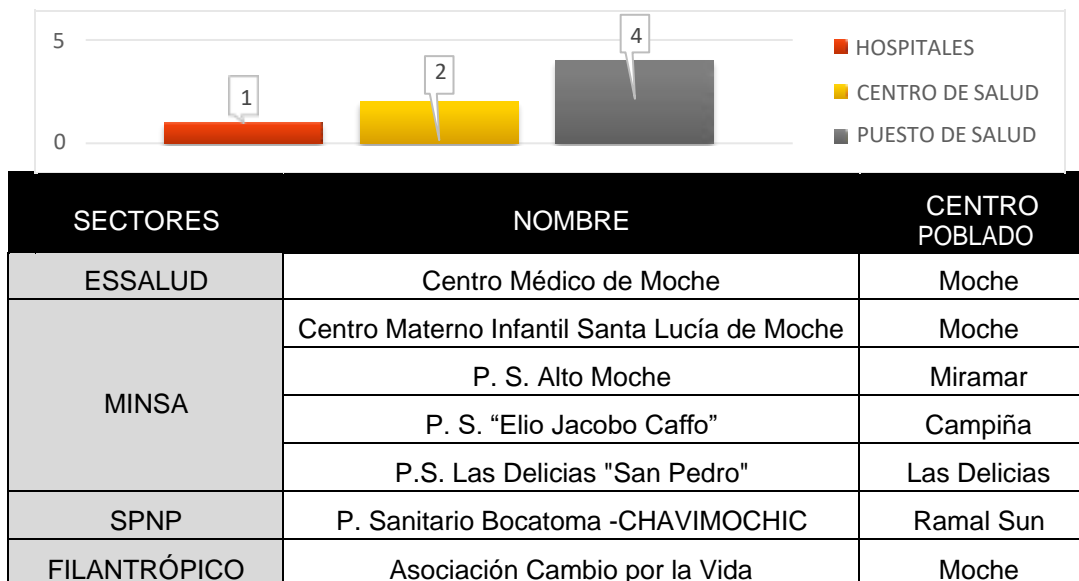 5
4
HOSPITALES
2
1
CENTRO DE SALUD
PUESTO DE SALUD
0
SECTORES NOMBRE CENTRO
POBLADO
ESSALUD Centro Médico de Moche Moche
MINSA Centro Materno Infantil Santa Lucía de Moche Moche
P. S. Alto Moche Miramar
P. S. “Elio Jacobo Caffo” Campiña
P.S. Las Delicias "San Pedro" Las Delicias
SPNP P. Sanitario Bocatoma -CHAVIMOCHIC Ramal Sun
FILANTRÓPICO Asociación Cambio por la Vida Moche